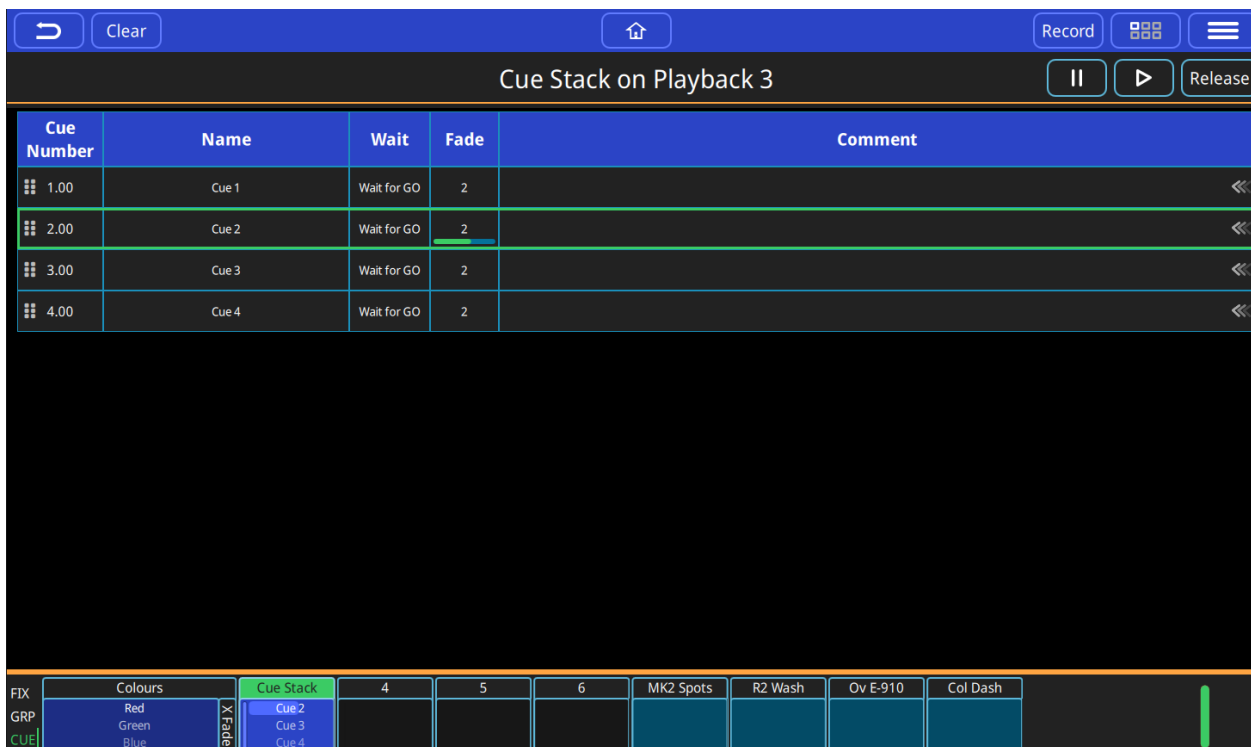 Clear
Record
Cue Stack on Playback 3
Release
Cue Number Name Wait Fade Comment
1.00 Cue 1 Wait for GO 2
2.00 Cue 2 Wait for GO 2
3.00 Cue 3 Wait for GO 2
4.00 Cue 4 Wait for GO 2
FIX
GRP
CUE
Colours
Red
Green
Blue
X Fade
Cue Stack
Cue 2
Cue 3
Cue 4
4
5
6
MK2 Spots
R2 Wash
Ov E-910
Col Dash